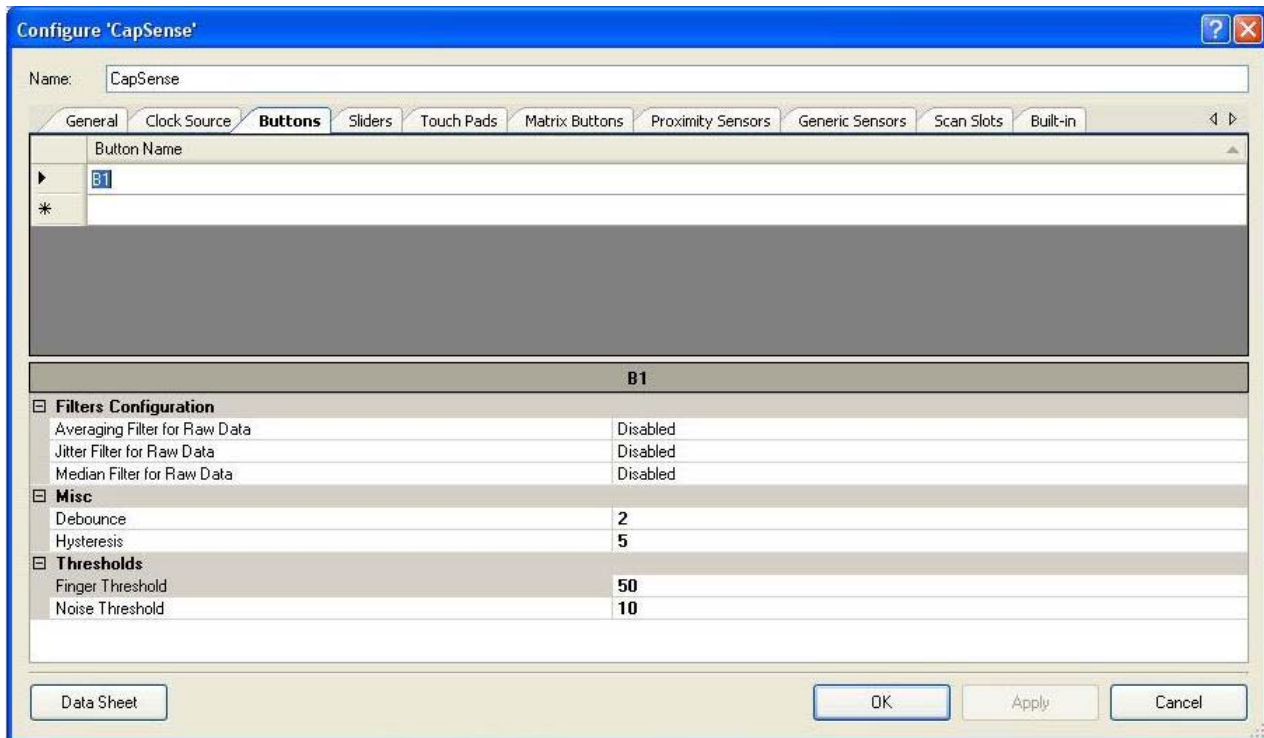 Configure 'CapSense'
Name: CapSense
General Clock Source Buttons Sliders Touch Pads Matrix Buttons Proximity Sensors Generic Sensors Scan Slots Built-in
Button Name
B1
B1
Filters Configuration
Averaging Filter for Raw Data Disabled
Jitter Filter for Raw Data Disabled
Median Filter for Raw Data Disabled
Misc
Debounce 2
Hysteresis 5
Thresholds
Finger Threshold 50
Noise Threshold 10
Data Sheet OK Apply Cancel